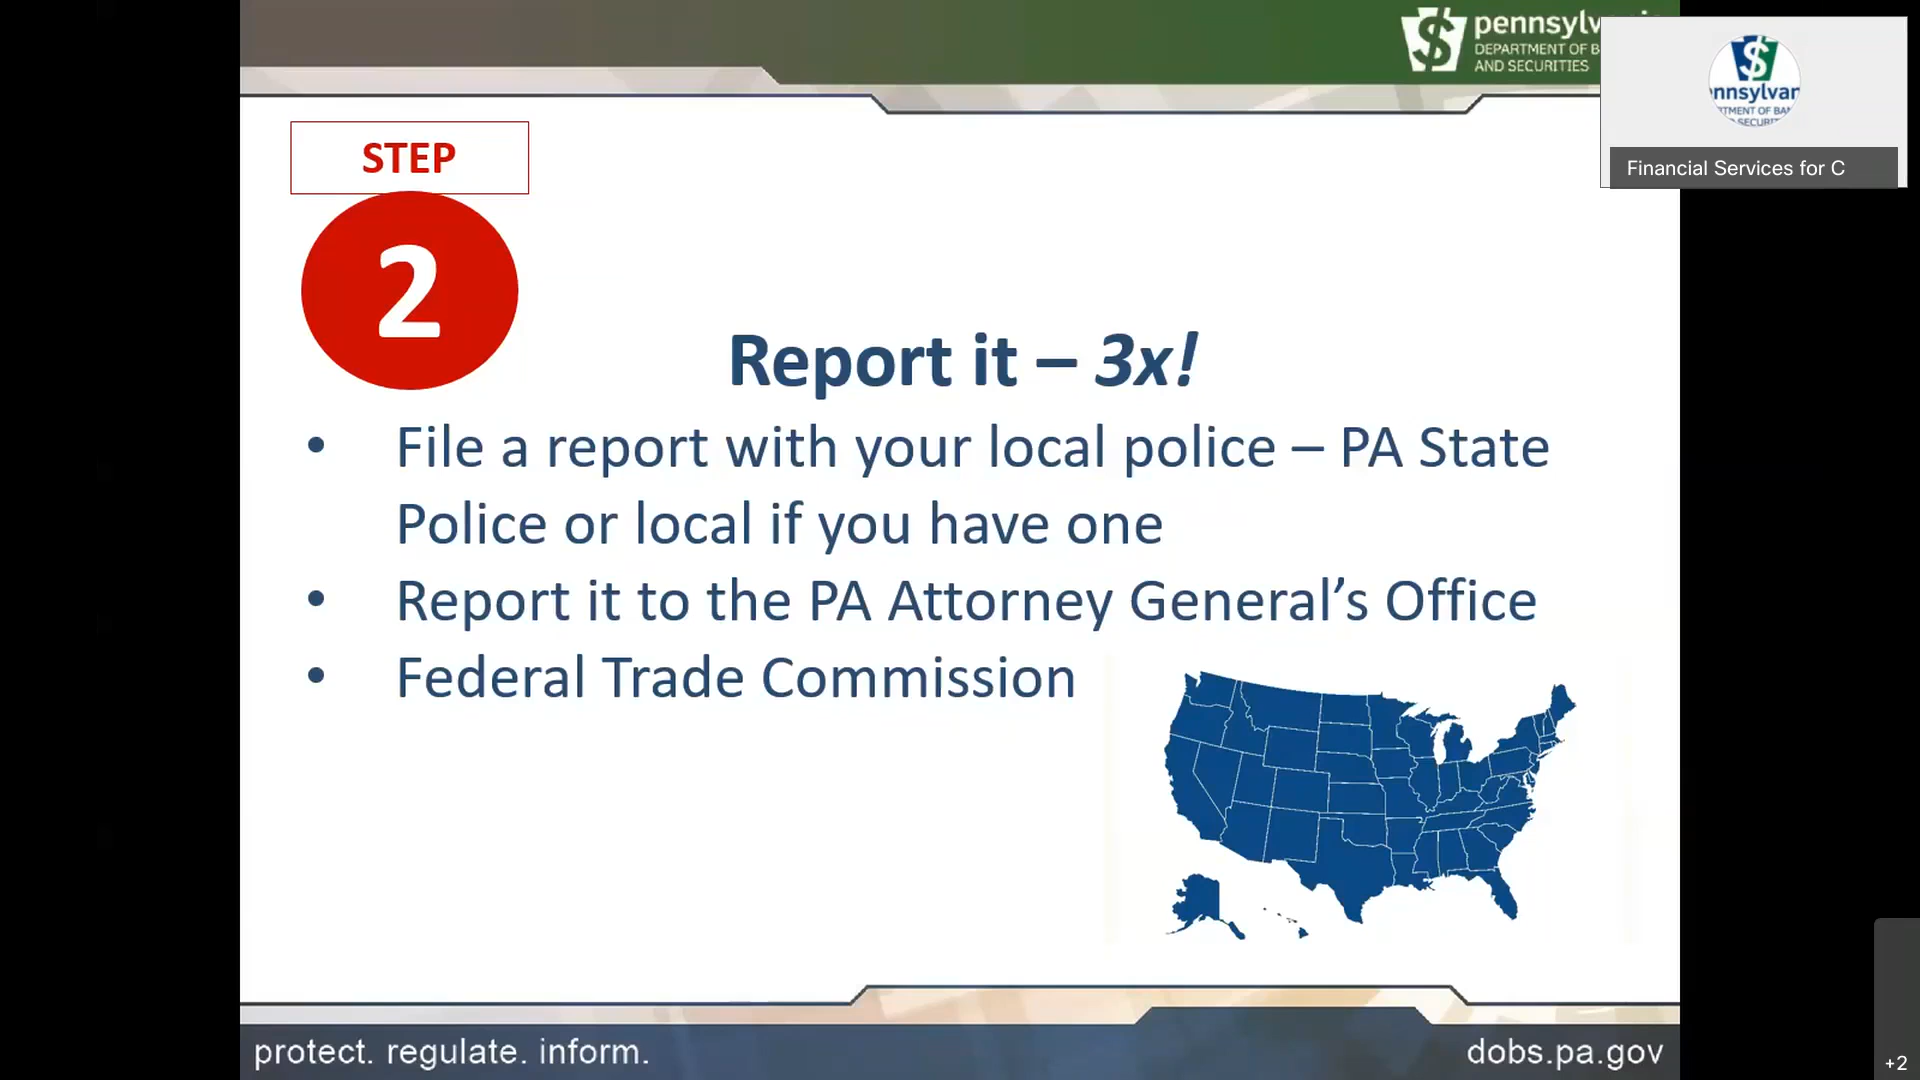 pennsylv
DEPARTMENT OF B
AND SECURITIES
Financial Services for C
STEP
2
Report it – 3x!
• File a report with your local police – PA State
Police or local if you have one
• Report it to the PA Attorney General’s Office
• Federal Trade Commission
protect. regulate. inform.
dobs.pa.gov
+2